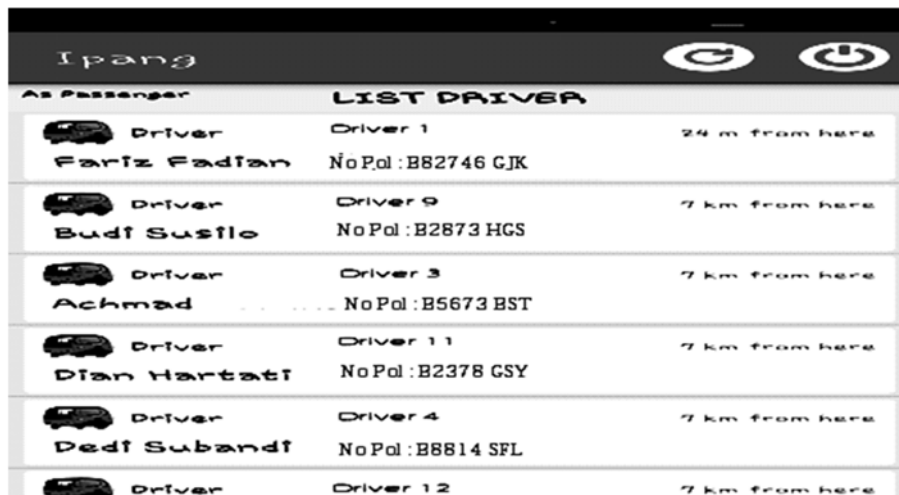 Ipang
As Passenger LIST DRIVER
Driver Driver 1 24 m from here
Fariz Fadian No Pol : B82746 GJK
Driver Driver 9 7 km from here
Budi Susilo No Pol : B2873 HGS
Driver Driver 3 7 km from here
Achmad No Pol : B5673 BST
Driver Driver 11 7 km from here
Dian Hartati No Pol : B2378 GSY
Driver Driver 4 7 km from here
Dedi Subandi No Pol : B8814 SFL
Driver Driver 12 7 km from here